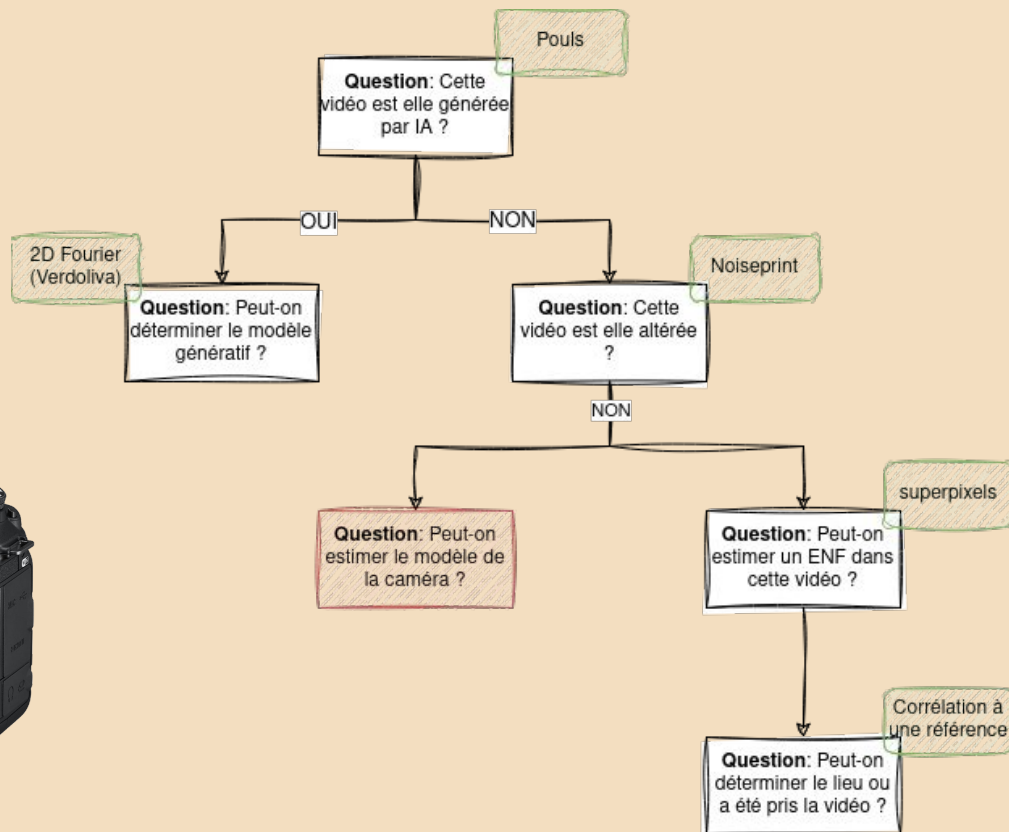 Pouls
Question: Cette
vidéo est elle générée
par IA ?
OUI
NON
2D Fourier
(Verdoliva)
Question: Peut-on
déterminer le modèle
génératif ?
Noiseprint
Question: Cette
vidéo est elle altérée
?
NON
Question: Peut-on
estimer le modèle de
la caméra ?
superpixels
Question: Peut-on
estimer un ENF dans
cette vidéo ?
Corrélation à
une référence
Question: Peut-on
déterminer le lieu ou
a été pris la vidéo ?